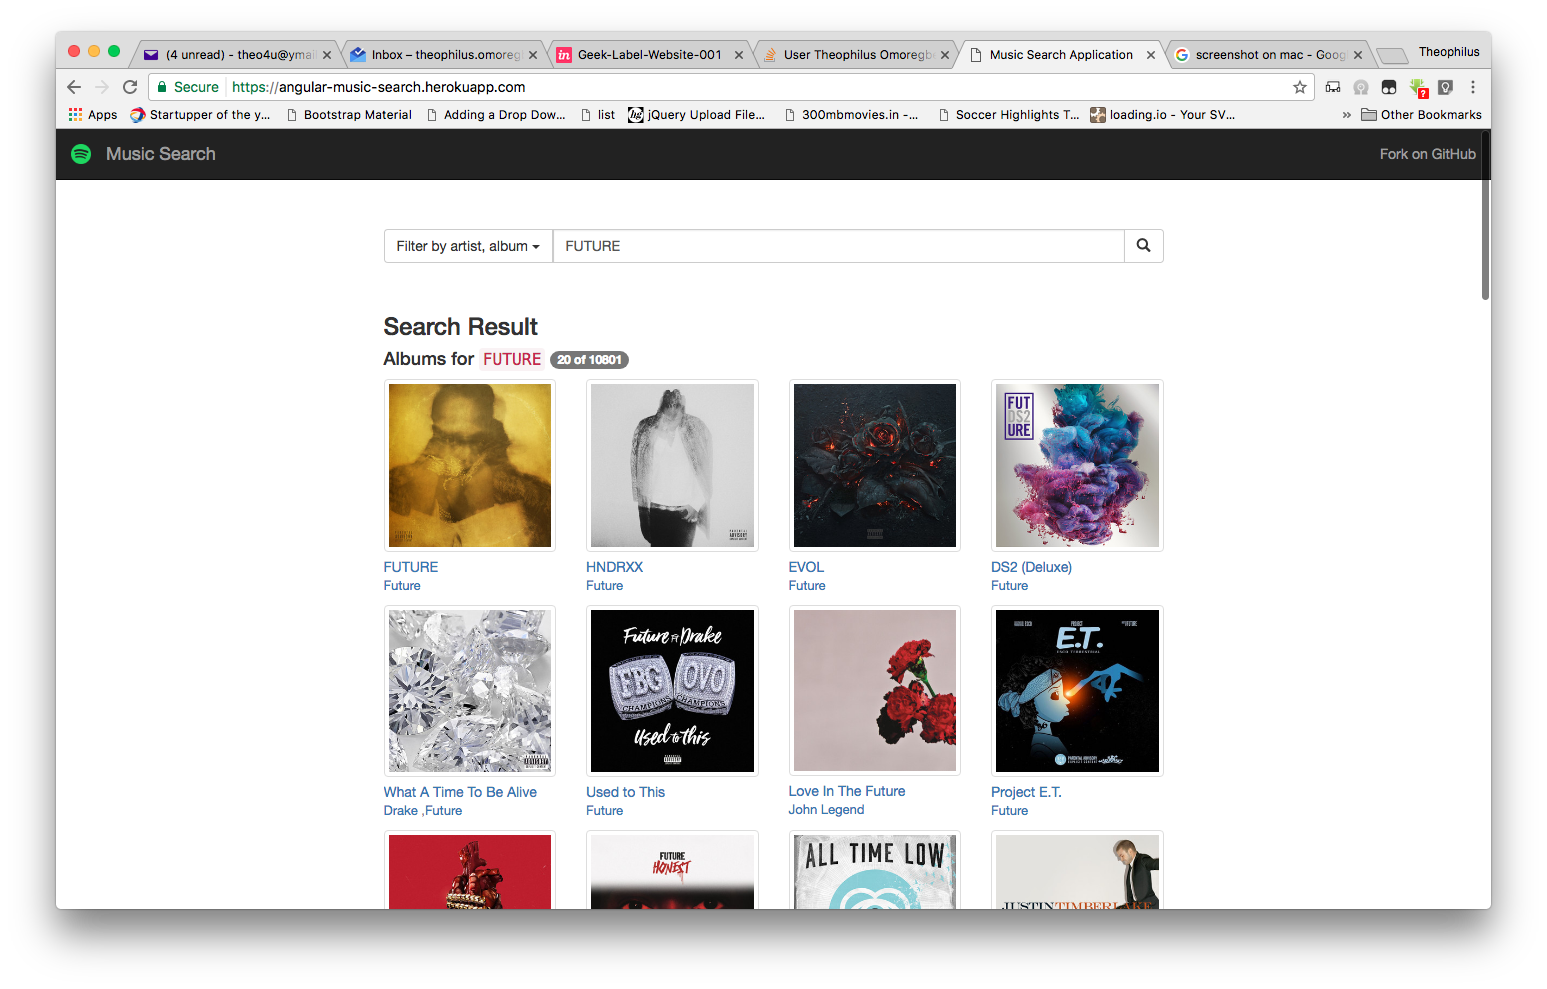 (4 unread) - theo4u@ymail
Inbox – theophilus.omoregb
Geek-Label-Website-001
User Theophilus Omoregbe
Music Search Application
screenshot on mac - Goog
Theophilus
Secure
https://angular-music-search.herokuapp.com
Apps
Startupper of the y...
Bootstrap Material
Adding a Drop Dow...
list
jQuery Upload File...
300mbmovies.in -...
Soccer Highlights T...
loading.io - Your SV...
»
Other Bookmarks
Music Search
Fork on GitHub
Filter by artist, album
FUTURE
Search Result
Albums for FUTURE 20 of 10801
FUT
DS2
URE
FUTURE
Future
HNDRXX
Future
EVOL
Future
DS2 (Deluxe)
Future
Future FT Drake
FBG
OVO
CHAMPIONS
CHAMPIONS
Used to this
PROJECT
E.T.
What A Time To Be Alive
Drake ,Future
Used to This
Future
Love In The Future
John Legend
Project E.T.
Future
FUTURE
HONEST
ALL TIME LOW
JUSTIN TIMBERLAKE